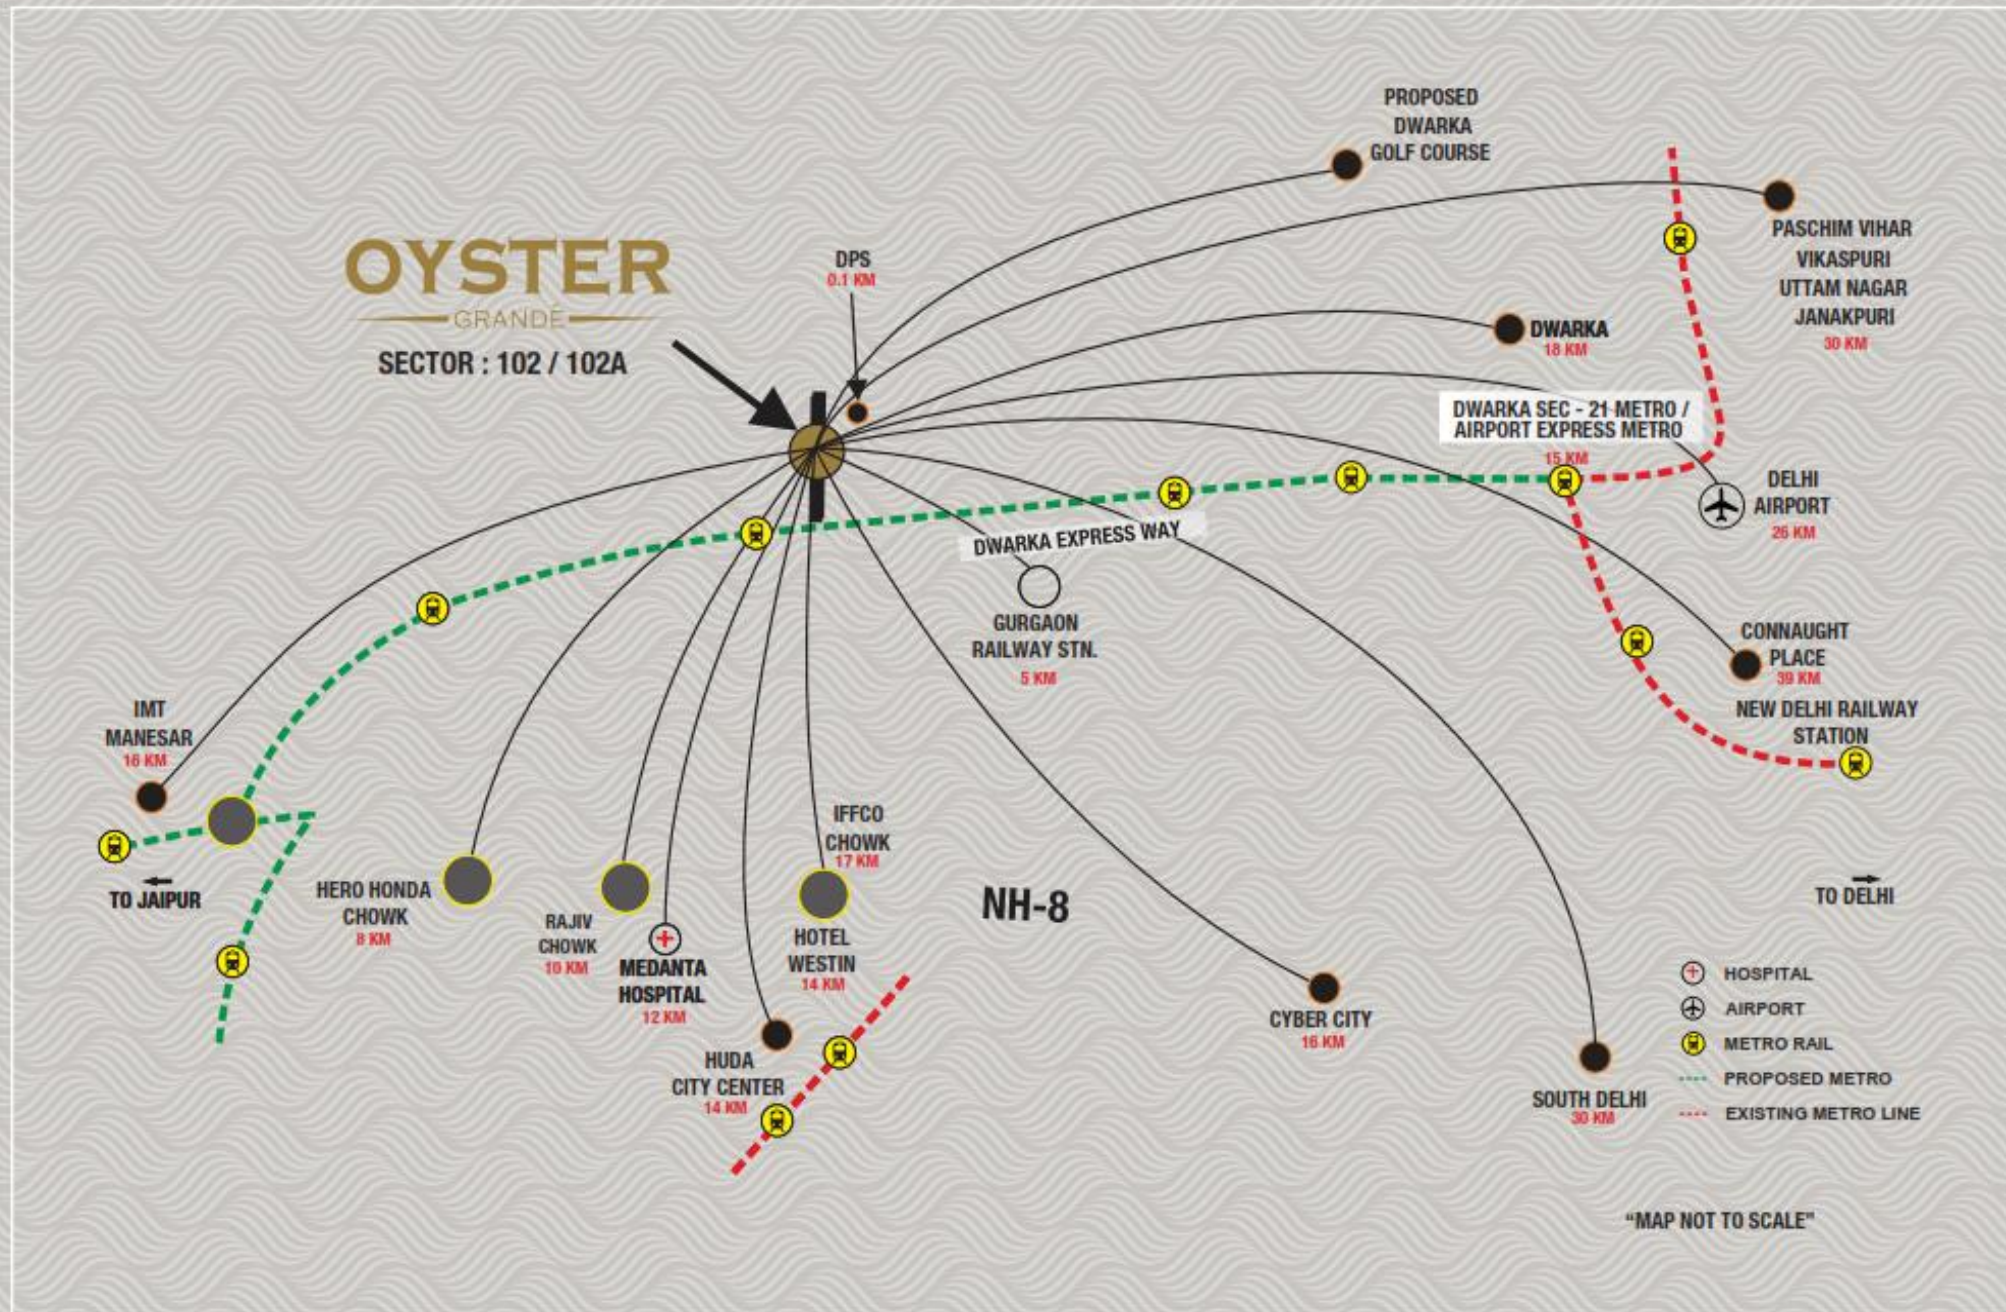 PROPOSED
DWARKA
GOLF COURSE
PASCHIM VIHAR
VIKASPURI
UTTAM NAGAR
JANAKPURI
30 KM
OYSTER
GRANDÉ
SECTOR : 102 / 102A
DPS
0.1 KM
DWARKA
18 KM
DWARKA SEC - 21 METRO /
AIRPORT EXPRESS METRO
15 KM
DELHI
AIRPORT
26 KM
DWARKA EXPRESS WAY
GURGAON
RAILWAY STN.
5 KM
CONNAUGHT
PLACE
39 KM
NEW DELHI RAILWAY
STATION
IMT
MANESAR
16 KM
TO JAIPUR
HERO HONDA
CHOWK
8 KM
RAJIV
CHOWK
10 KM
MEDANTA
HOSPITAL
12 KM
IFFCO
CHOWK
17 KM
HOTEL
WESTIN
14 KM
HUDA
CITY CENTER
14 KM
NH-8
CYBER CITY
16 KM
SOUTH DELHI
30 KM
TO DELHI
HOSPITAL
AIRPORT
METRO RAIL
PROPOSED METRO
EXISTING METRO LINE
“MAP NOT TO SCALE”